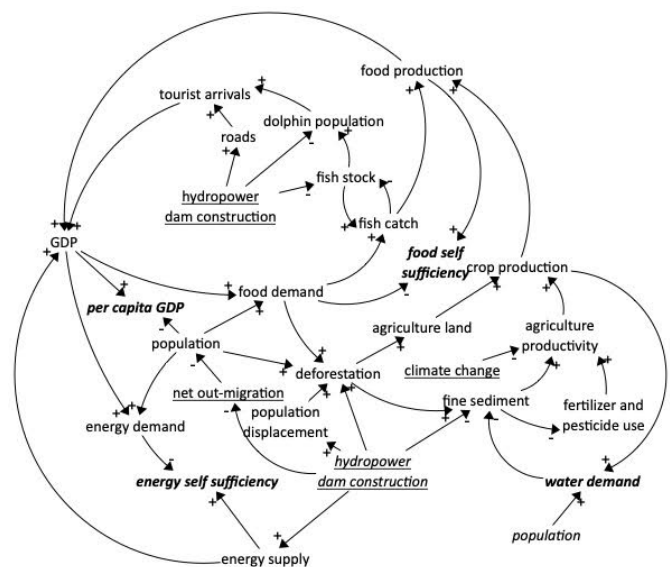 food production
tourist arrivals
dolphin population
roads
fish stock
hydropower
dam construction
fish catch
GDP
food self
sufficiency
crop production
food demand
per capita GDP
agriculture land
agriculture
productivity
population
deforestation
climate change
net out-migration
fine sediment
population
displacement
fertilizer and
pesticide use
energy demand
hydropower
dam construction
energy self sufficiency
water demand
population
energy supply